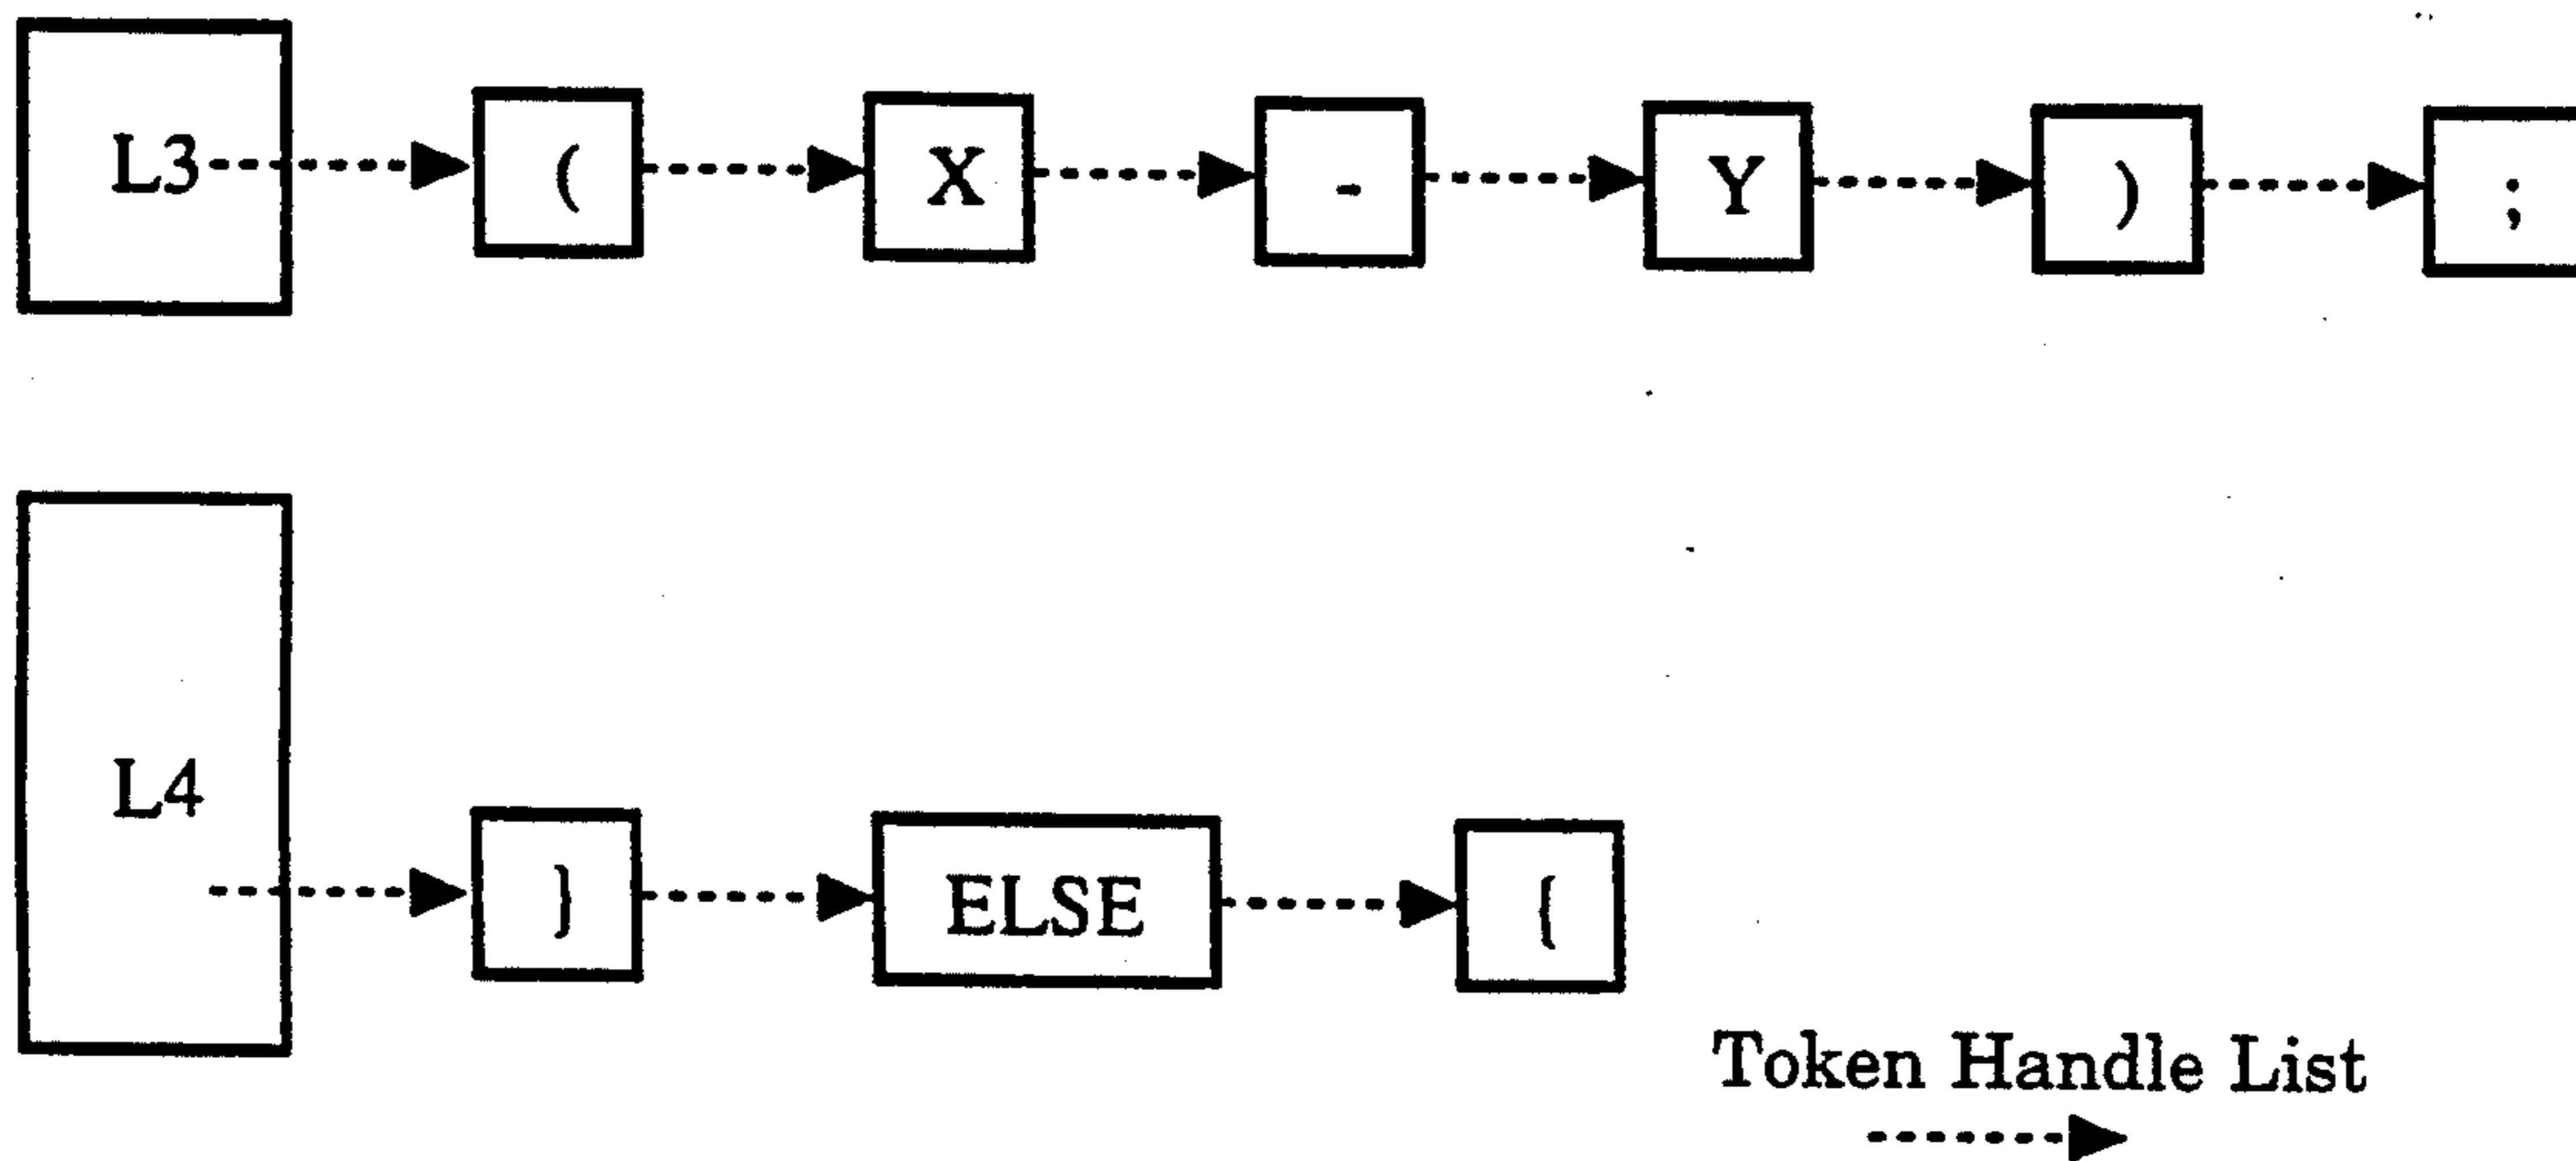 L3 ( X - Y ) ;
L4 } ELSE {
Token Handle List